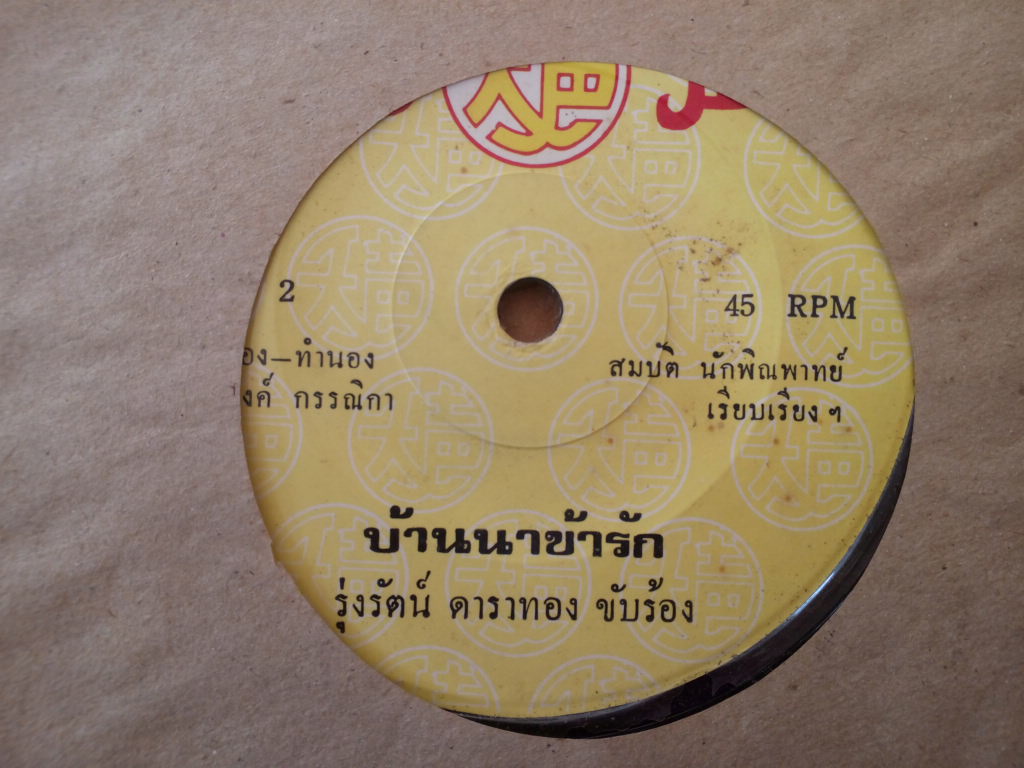 2
45 RPM
อง–ทำนอง
งค์ กรรณิกา
สมบัติ นักพิณพาทย์
เรียบเรียง ฯ
บ้านนาข้ารัก
รุ่งรัตน์ ดาราทอง ขับร้อง